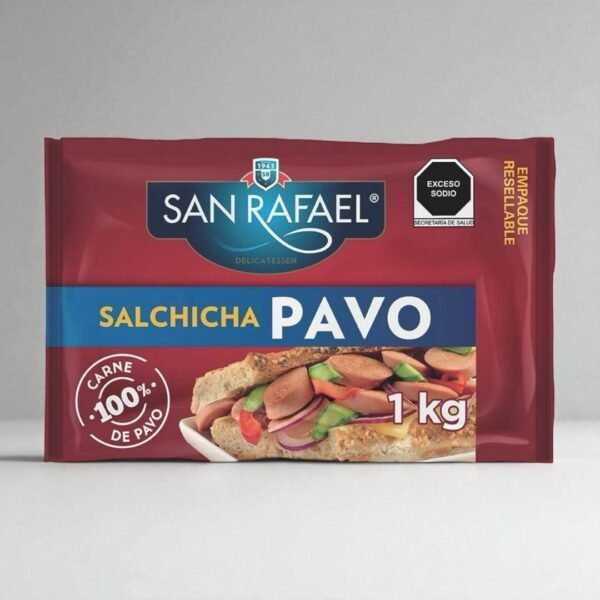 1943
SR
SAN RAFAEL®
DELICATESSEN
EXCESO
SODIO
SECRETARÍA DE SALUD
EMPAQUE
RESELLABLE
SALCHICHA PAVO
CARNE
100%
DE PAVO
1 kg